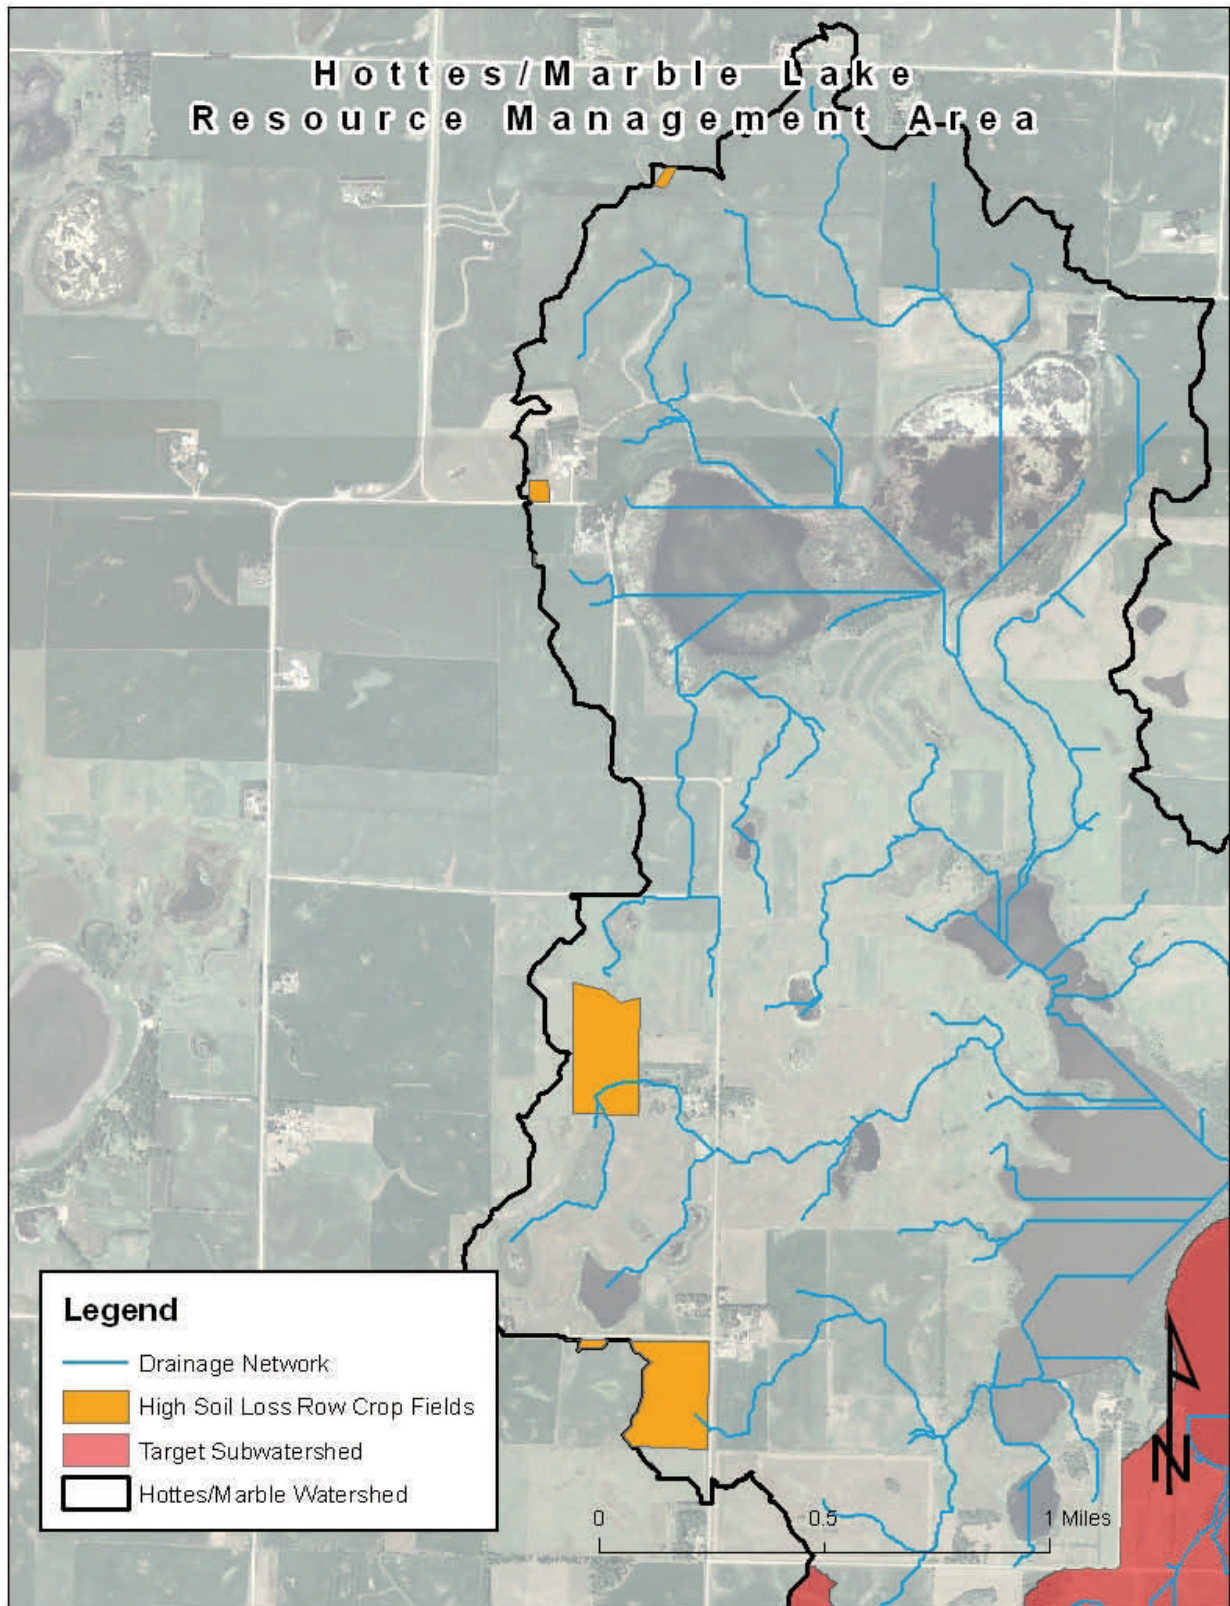 Hottes/Marble Lake
Resource Management Area
Legend
Drainage Network
High Soil Loss Row Crop Fields
Target Subwatershed
Hottes/Marble Watershed
0 0.5 1 Miles
N